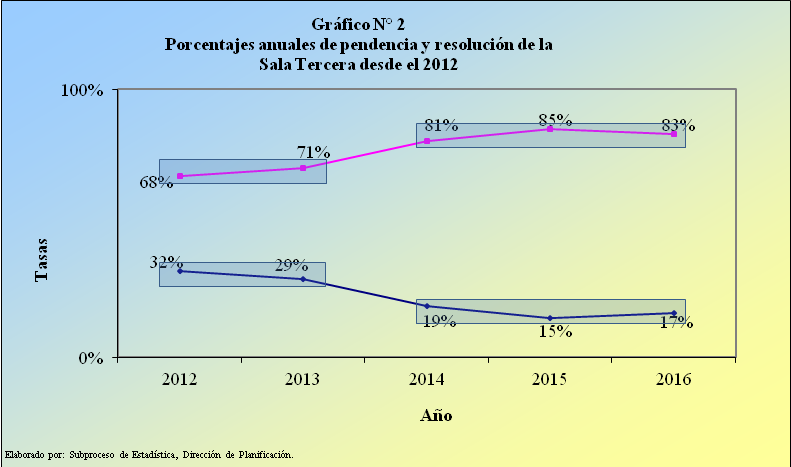 Gráfico N° 2
Porcentajes anuales de pendencia y resolución de la
Sala Tercera desde el 2012
100%
81%
85%
83%
71%
68%
Tasas
32%
29%
19%
15%
17%
0%
2012 2013 2014 2015 2016
Año
Elaborado por: Subproceso de Estadística, Dirección de Planificación.